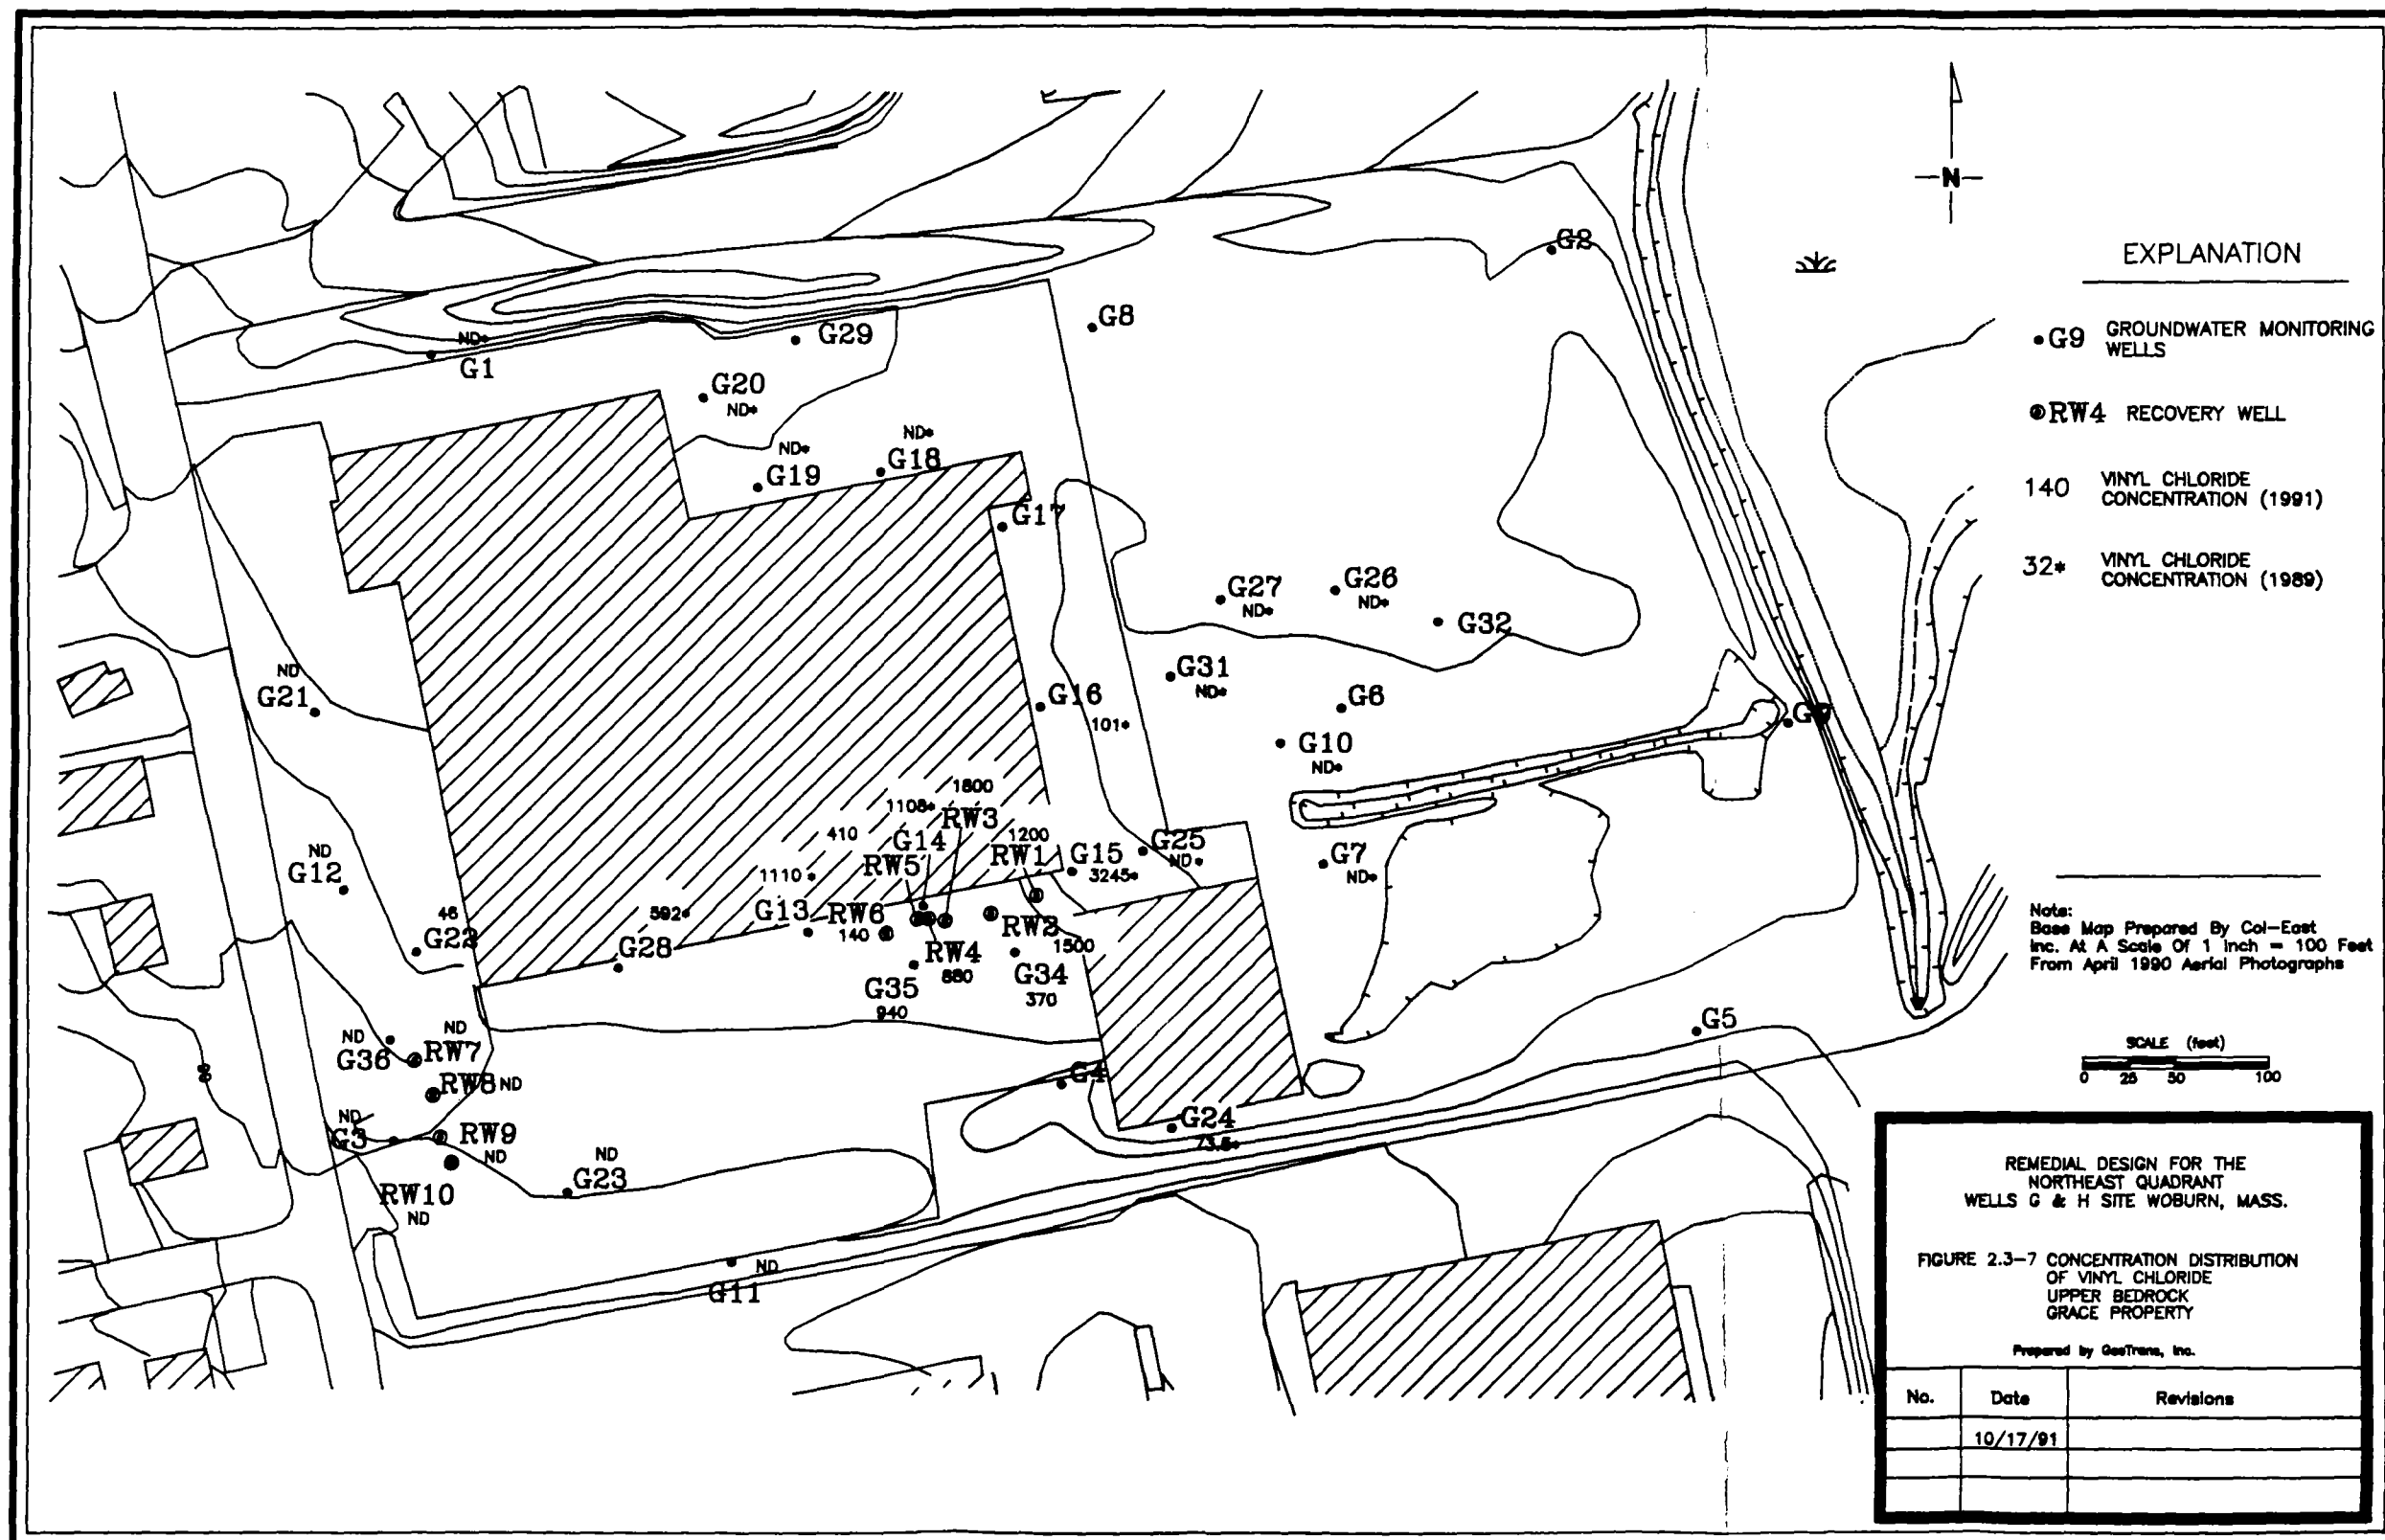 G2
N
EXPLANATION
G9 GROUNDWATER MONITORING
WELLS
RW4 RECOVERY WELL
140 VINYL CHLORIDE
CONCENTRATION (1991)
32* VINYL CHLORIDE
CONCENTRATION (1989)
G8
G29
ND*
G1
G20
ND*
ND*
G18
ND*
G19
G17
G27
ND*
G26
ND*
G32
ND
G21
G31
ND*
G16
101*
G6
G10
ND*
1800
1108*
RW3
410
G14
1200
RW5
RW1
G15
3245*
G25
ND*
G7
ND*
ND
G12
1110*
46
G22
592*
G28
G13
RW6
140
RW4
880
RW2
1500
G34
370
G35
940
Note:
Base Map Prepared By Col-East
Inc. At A Scale Of 1 Inch = 100 Feet
From April 1990 Aerial Photographs
G5
SCALE (feet)
0 25 50 100
ND
G36
ND
RW7
RW8 ND
G4
ND
G3
RW9
ND
G24
73.5*
RW10
ND
ND
G23
ND
G11
REMEDIAL DESIGN FOR THE
NORTHEAST QUADRANT
WELLS G & H SITE WOBURN, MASS.
FIGURE 2.3-7 CONCENTRATION DISTRIBUTION
OF VINYL CHLORIDE
UPPER BEDROCK
GRACE PROPERTY
Prepared by GeoTrans, Inc.
No. Date Revisions
10/17/91